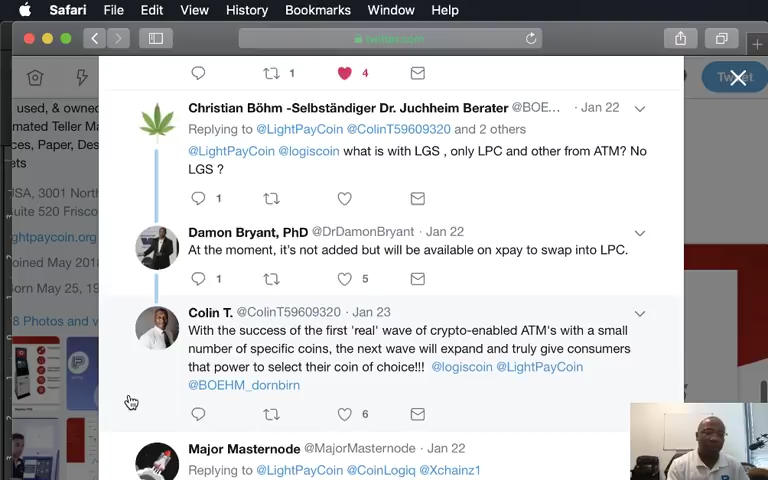 Safari File Edit View History Bookmarks Window Help
twitter.com
Tweet
1 4
Christian Böhm -Selbständiger Dr. Juchheim Berater @BOE... · Jan 22
Replying to @LightPayCoin @ColinT59609320 and 2 others
@LightPayCoin @logiscoin what is with LGS , only LPC and other from ATM? No
LGS ?
1
Damon Bryant, PhD @DrDamonBryant · Jan 22
At the moment, it's not added but will be available on xpay to swap into LPC.
1 5
Colin T. @ColinT59609320 · Jan 23
With the success of the first 'real' wave of crypto-enabled ATM's with a small
number of specific coins, the next wave will expand and truly give consumers
that power to select their coin of choice!!! @logiscoin @LightPayCoin
@BOEHM_dornbirn
6
Major Masternode @MajorMasternode · Jan 22
Replying to @LightPayCoin @CoinLogiq @Xchainz1
used, & owned
mated Teller Ma
ces, Paper, Des
ets
USA, 3001 North
uite 520 Frisco
ghtpaycoin.org
oined May 2018
orn May 25, 19
8 Photos and v